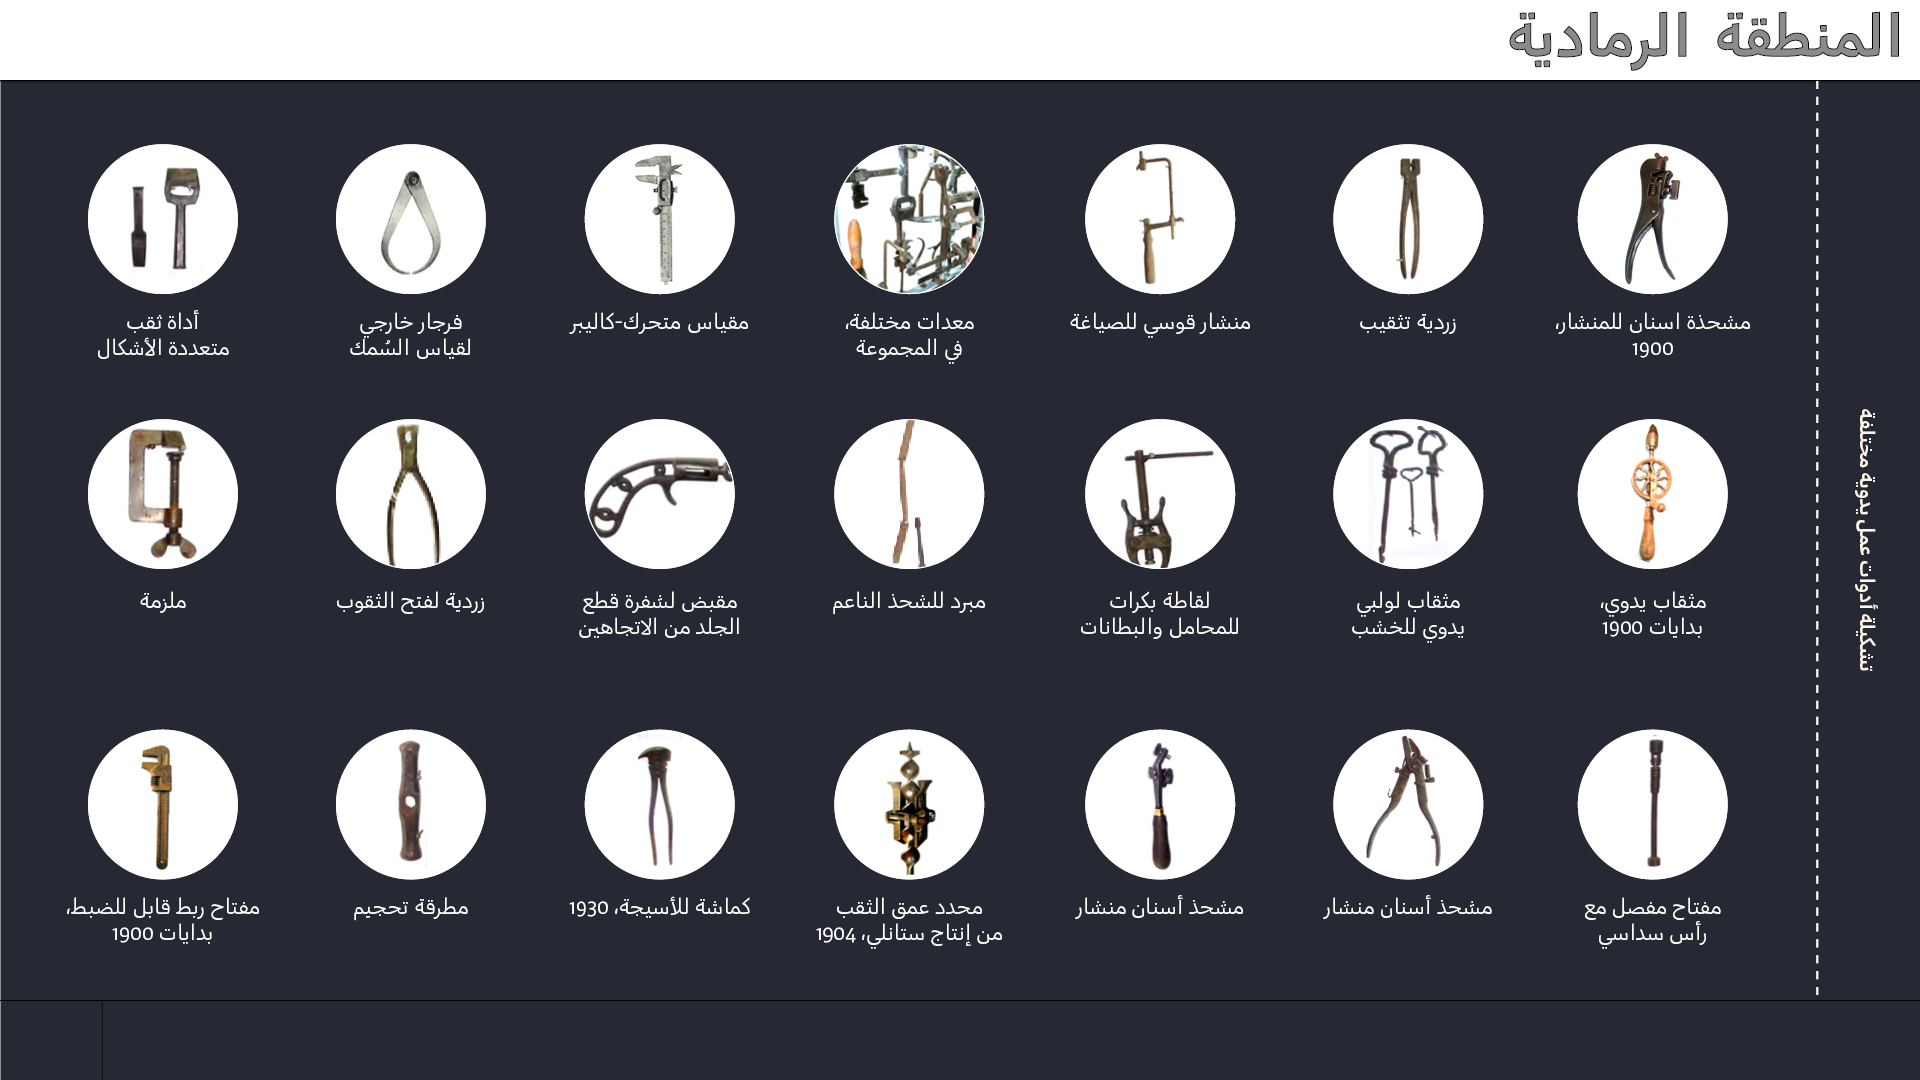 المنطقة الرمادية
تشكيلة أدوات عمل يدوية مختلفة
مشحذة اسنان للمنشار،
1900
زردية تثقيب
منشار قوسي للصياغة
معدات مختلفة،
في المجموعة
مقياس متحرك-كاليبر
فرجار خارجي
لقياس السُمك
أداة ثقب
متعددة الأشكال
مثقاب يدوي،
بدايات 1900
مثقاب لولبي
يدوي للخشب
لقاطة بكرات
للمحامل والبطانات
مبرد للشحذ الناعم
مقبض لشفرة قطع
الجلد من الاتجاهين
زردية لفتح الثقوب
ملزمة
مفتاح مفصل مع
رأس سداسي
مشحذ أسنان منشار
مشحذ أسنان منشار
محدد عمق الثقب
من إنتاج ستانلي، 1904
كماشة للأسيجة، 1930
مطرقة تحجيم
مفتاح ربط قابل للضبط،
بدايات 1900